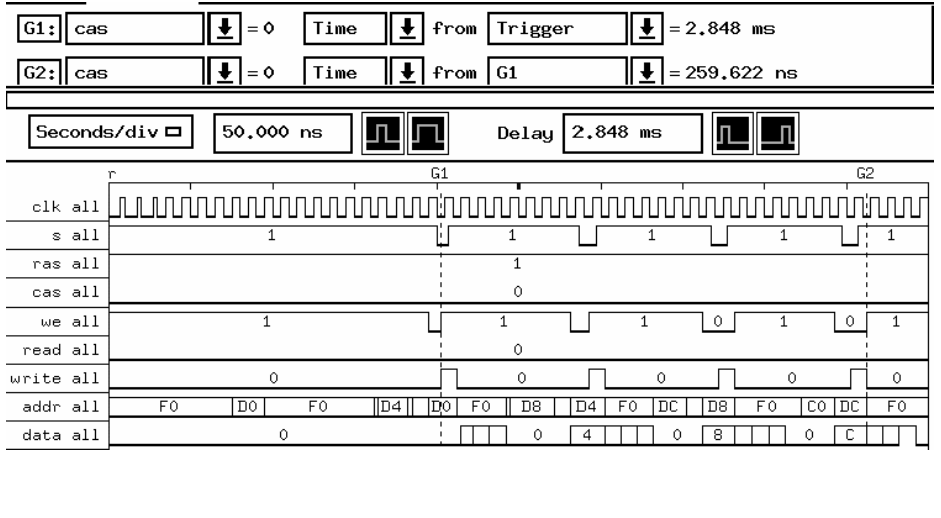 G1: cas = 0 Time from Trigger = 2.848 ms
G2: cas = 0 Time from G1 = 259.622 ns
Seconds/div 50.000 ns Delay 2.848 ms
r G1 G2
clk all
s all 1 1 1 1 1
ras all 1
cas all 0
we all 1 1 1 0 1 0 1
read all 0
write all 0 0 0 0 0
addr all F0 D0 F0 D4 D0 F0 D8 D4 F0 DC D8 F0 C0 DC F0
data all 0 0 4 0 8 0 C